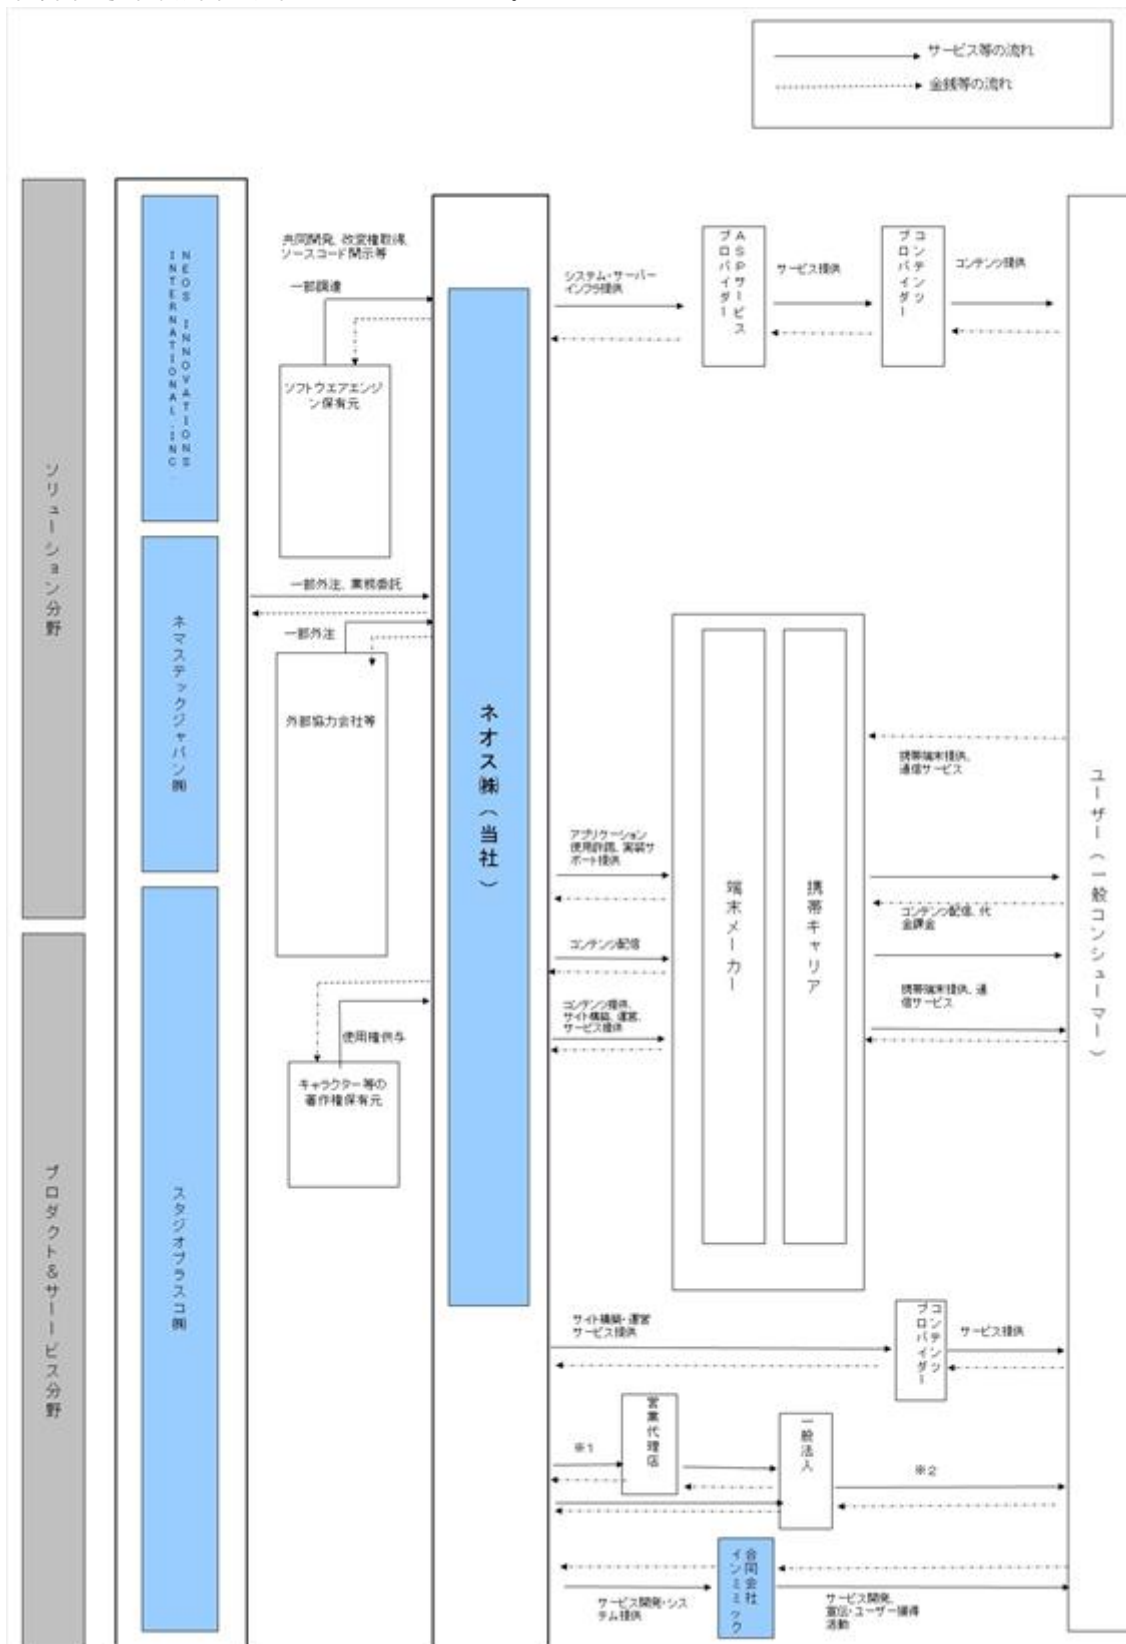 サービス等の流れ
金銭等の流れ
ソリューション分野
プロダクト＆サービス分野
NEOS INNOVATIONS
INTERNATIONAL,INC.
ネマステックジャパン㈱
スタジオプラスコ㈱
共同開発、改変権取得、
ソースコード開示等
一部調達
ソフトウエアエンジ
ン保有元
一部外注、業務委託
一部外注
外部協力会社等
使用権供与
キャラクター等の
著作権保有元
ネオス㈱（当社）
システム・サーバー
インフラ提供
ASPサービス
プロバイダー
サービス提供
コンテンツ
プロバイダー
コンテンツ提供
アプリケーション
使用許諾、実装サ
ポート提供
コンテンツ配信
コンテンツ提供、
サイト構築、運営、
サービス提供
端末メーカー
携帯キャリア
携帯端末提供、
通信サービス
コンテンツ配信、代
金課金
携帯端末提供、通
信サービス
ユーザー（一般コンシューマー）
サイト構築・運営
サービス提供
コンテンツ
プロバイダー
サービス提供
※1
営業代理店
一般法人
※2
サービス開発・シス
テム提供
合同会社
インミミック
サービス開発、
宣伝・ユーザー獲得
活動